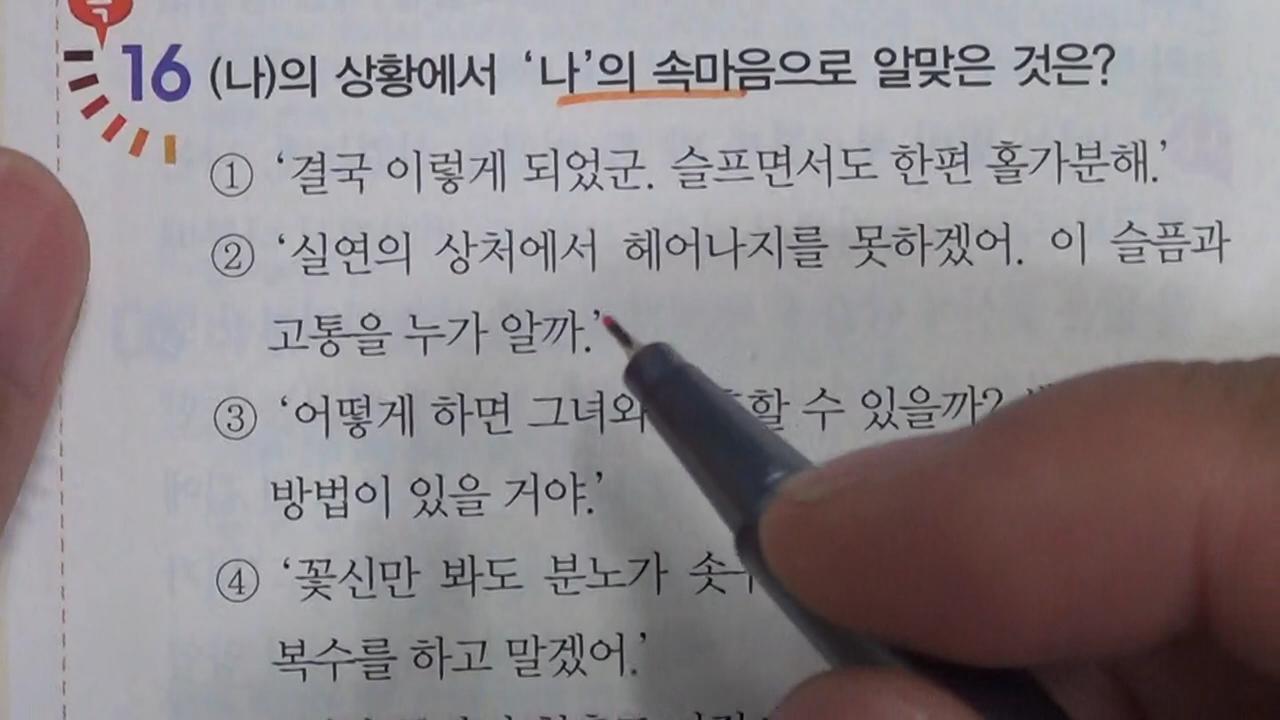 16 (나)의 상황에서 ‘나’의 속마음으로 알맞은 것은?
① ‘결국 이렇게 되었군. 슬프면서도 한편 홀가분해.’
② ‘실연의 상처에서 헤어나지를 못하겠어. 이 슬픔과
고통을 누가 알까.’
③ ‘어떻게 하면 그녀와 수 있을까?
방법이 있을 거야.’
④ ‘꽃신만 봐도 분노가
복수를 하고 말겠어.’